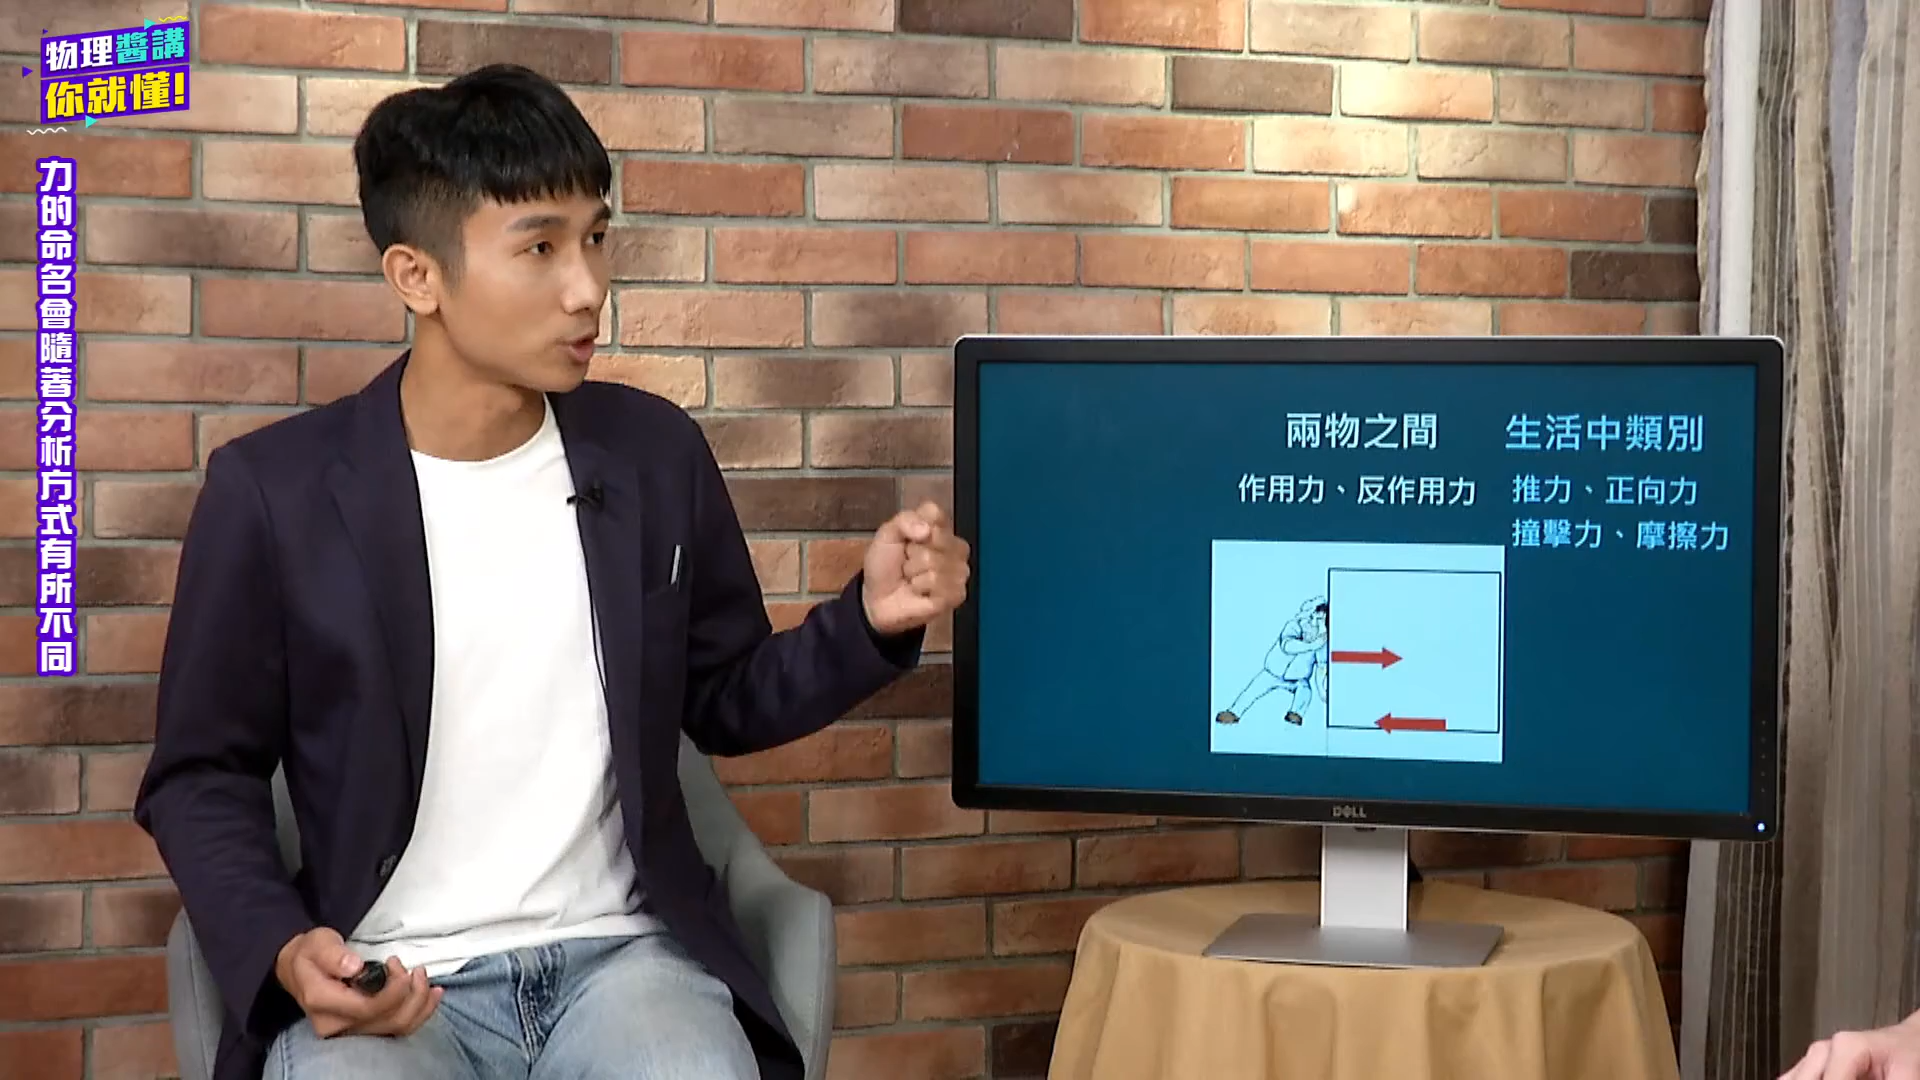 物理醬講
你就懂!
力的命名會隨著分析方式有所不同
兩物之間
作用力、反作用力
生活中類別
推力、正向力
撞擊力、摩擦力
DELL